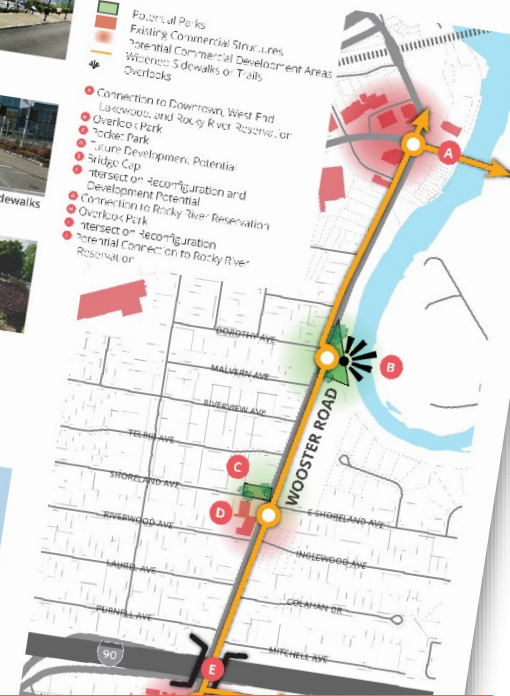 Potential Parks
Existing Commercial Structures
Potential Commercial Development Areas
Widened Sidewalks or Trails
Overlooks
A Connection to Downtown, West End
Lakewood, and Rocky River Reservation
Overlook Park
Pocket Park
Future Development Potential
Bridge Cap
Intersection Reconfiguration and
Development Potential
Connection to Rocky River Reservation
Overlook Park
Intersection Reconfiguration
Potential Connection to Rocky River
Reservation
dewalks
A
B
DOROTHY AVE
MALVERN AVE
RIVERVIEW AVE
WOOSTER ROAD
TELBIR AVE
C
SHORELAND AVE
D
E SHORELAND AVE
RIVERWOOD AVE
INGLEWOOD AVE
LAUREL AVE
COLAHAN DR
PURNELL AVE
MITCHELL AVE
90
E